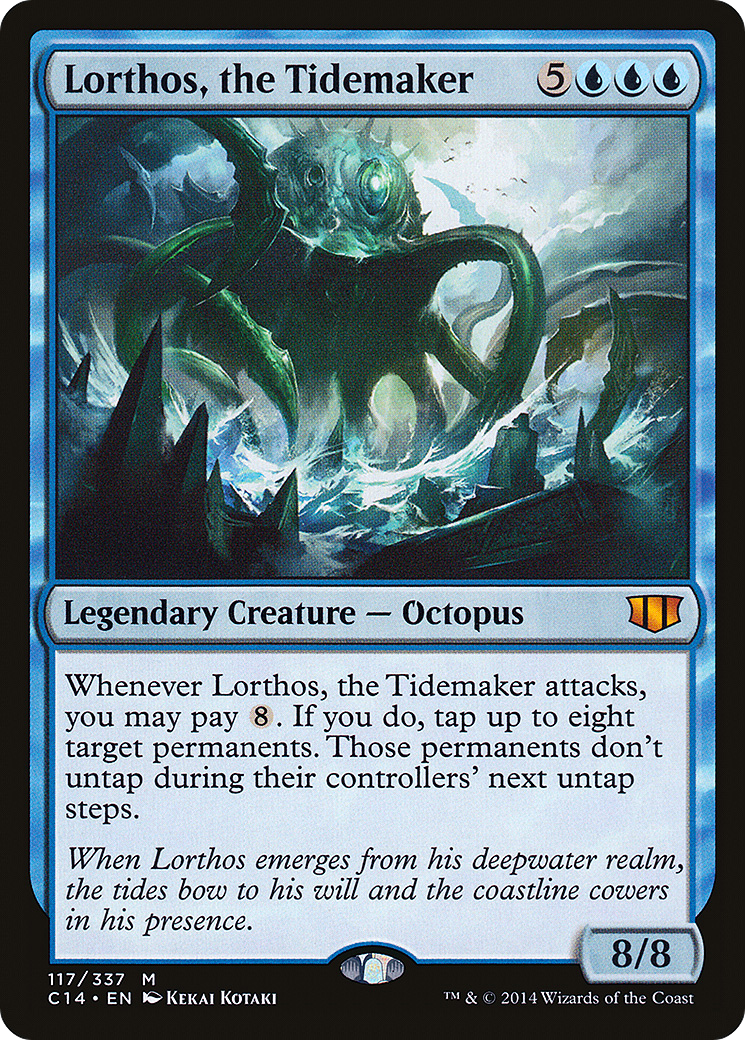 Lorthos, the Tidemaker 5
Legendary Creature — Octopus
Whenever Lorthos, the Tidemaker attacks,
you may pay 8. If you do, tap up to eight
target permanents. Those permanents don't
untap during their controllers' next untap
steps.
When Lorthos emerges from his deepwater realm,
the tides bow to his will and the coastline cowers
in his presence.
8/8
117/337 M
C14 • EN Kekai Kotaki
™ & © 2014 Wizards of the Coast